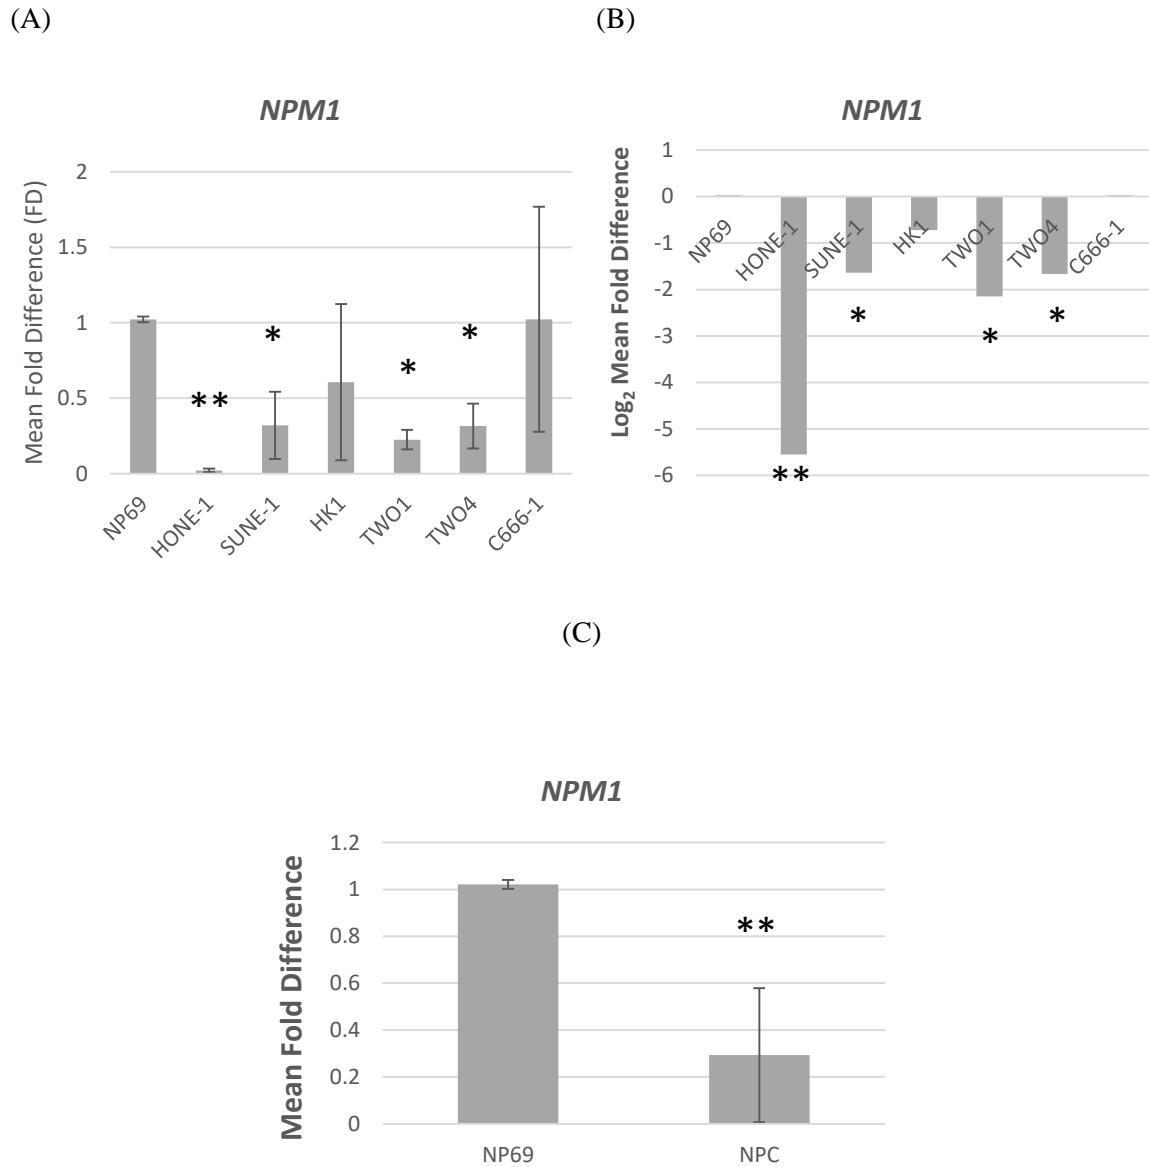 (A)
NPM1
Mean Fold Difference (FD)
2
1.5
1
0.5
0
*
*
*
**
NP69
HONE-1
SUNE-1
HK1
TWO1
TWO4
C666-1
(B)
NPM1
Log2 Mean Fold Difference
1
0
-1
-2
-3
-4
-5
-6
NP69
HONE-1
SUNE-1
HK1
TWO1
TWO4
C666-1
*
*
*
**
(C)
NPM1
Mean Fold Difference
1.2
1
0.8
0.6
0.4
0.2
0
**
NP69
NPC